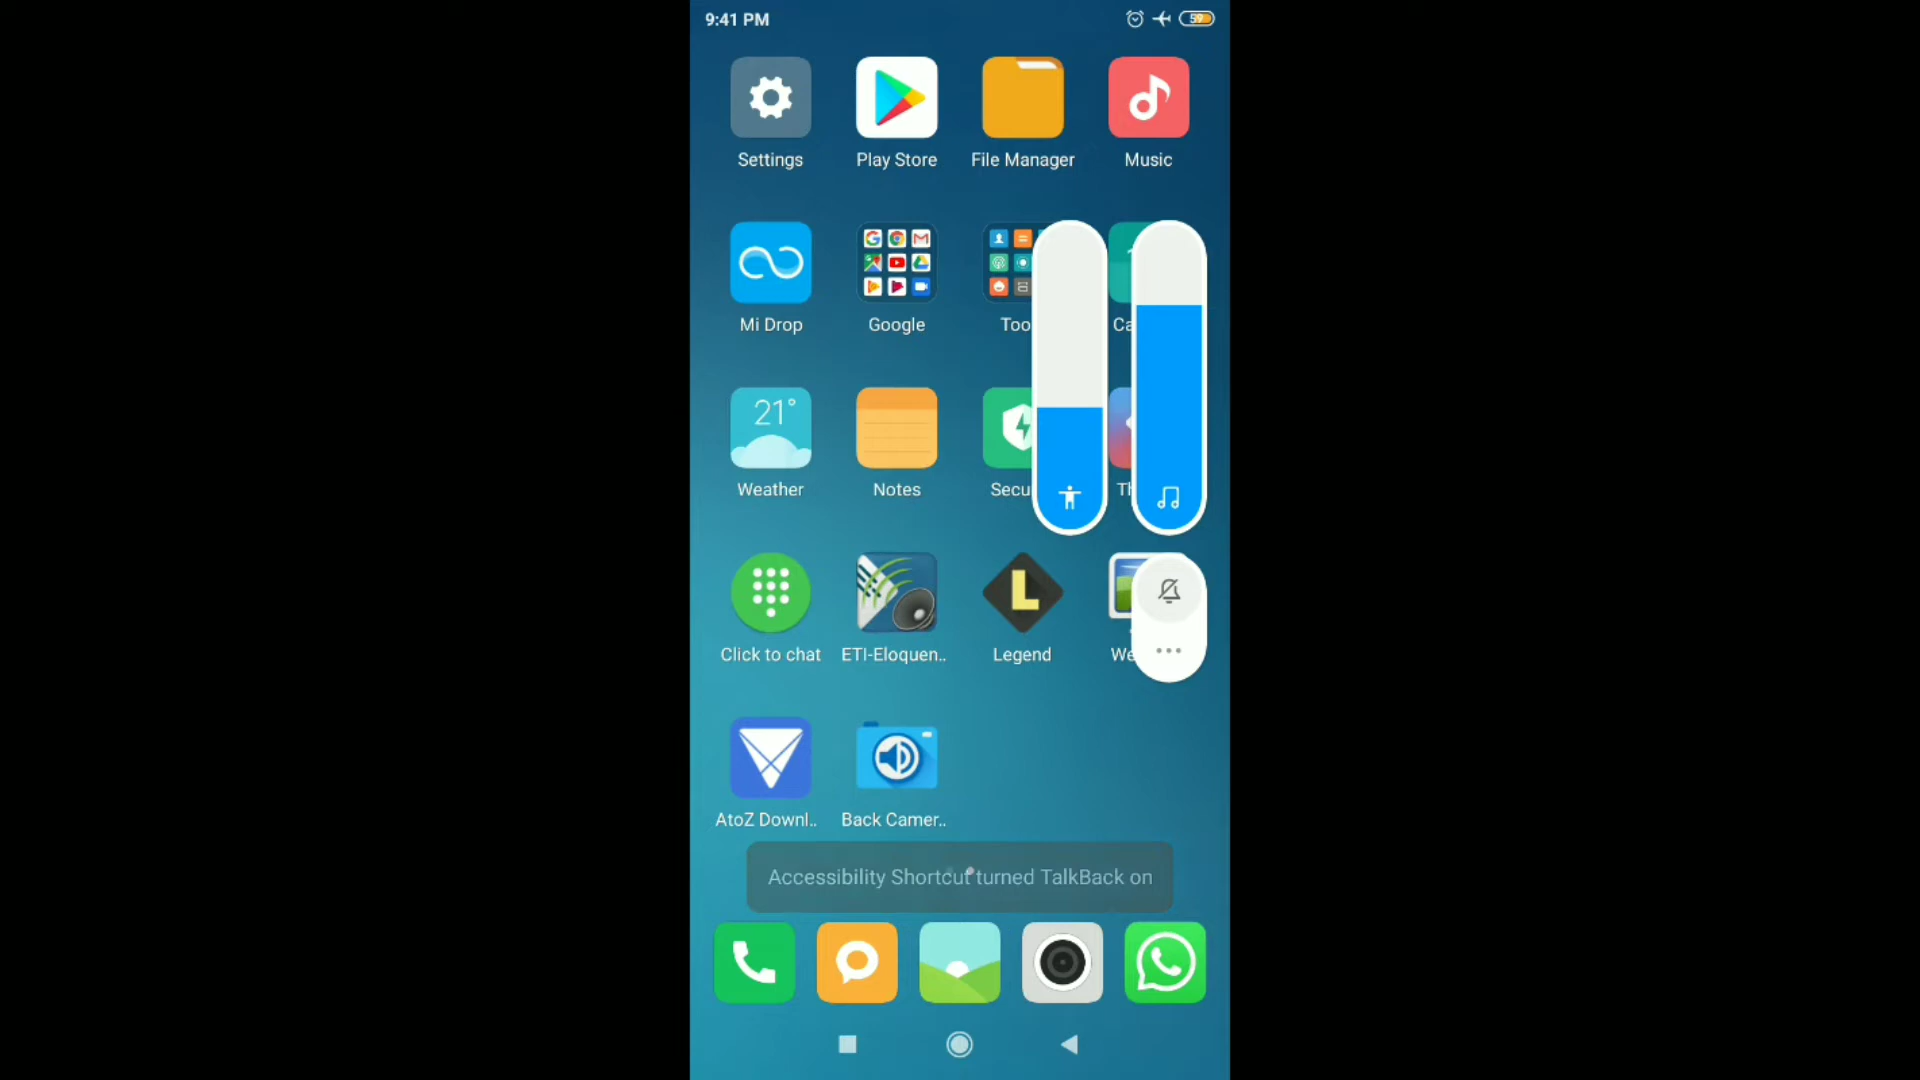 9:41 PM
59
Settings
Play Store
File Manager
Music
Mi Drop
Google
Too
Ca
21°
Weather
Notes
Secu
Th
Click to chat
ETI-Eloquen..
L
Legend
We
AtoZ Downl..
Back Camer..
Accessibility Shortcut turned TalkBack on